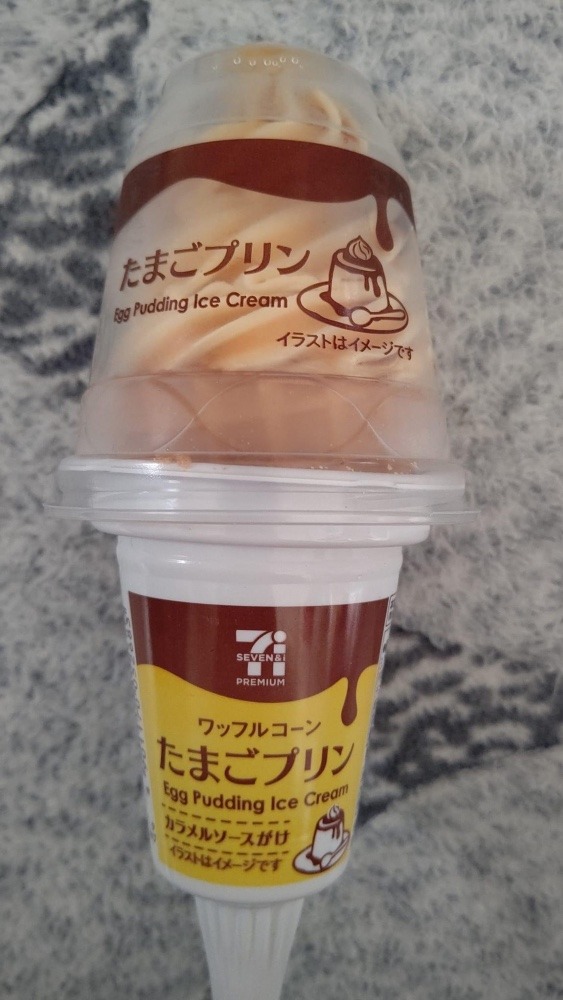 たまごプリン
Egg Pudding Ice Cream
イラストはイメージです
SEVEN&i
PREMIUM
ワッフルコーン
たまごプリン
Egg Pudding Ice Cream
カラメルソースがけ
イラストはイメージです